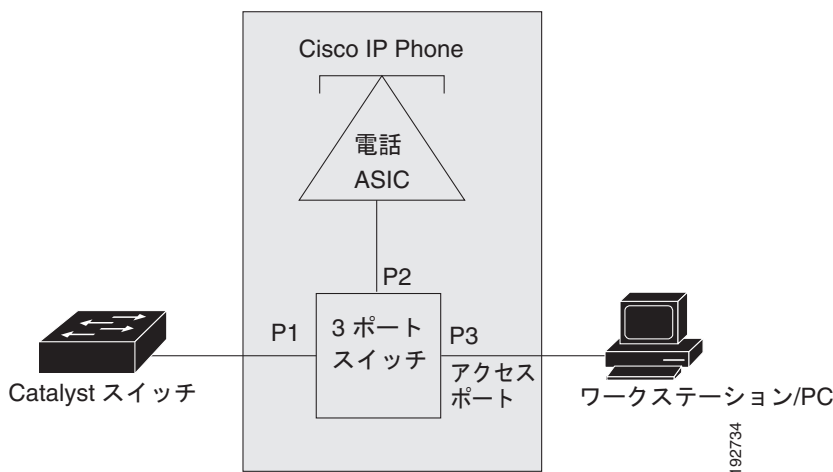 Cisco IP Phone
電話
ASIC
P2
P1
3 ポート
スイッチ
P3
アクセス
ポート
Catalyst スイッチ
ワークステーション/PC
192734